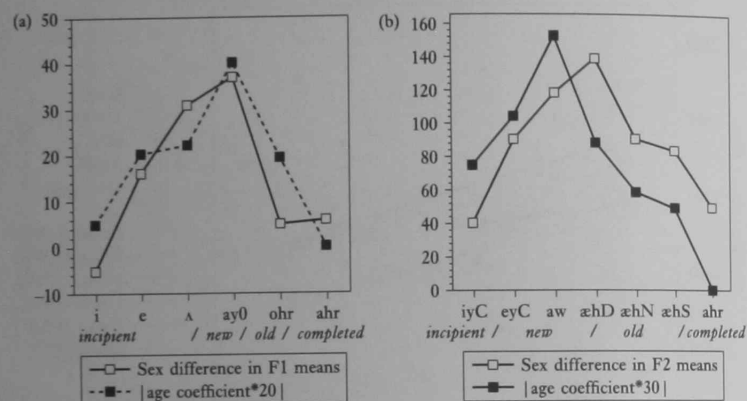 (a)
50
40
30
20
10
0
−10
i e ʌ ay0 ohr ahr
incipient / new / old / completed
Sex difference in F1 means
|age coefficient*20|
(b)
160
140
120
100
80
60
40
20
0
iyC eyC aw æhD æhN æhS ahr
incipient / new / old /completed
Sex difference in F2 means
|age coefficient*30|